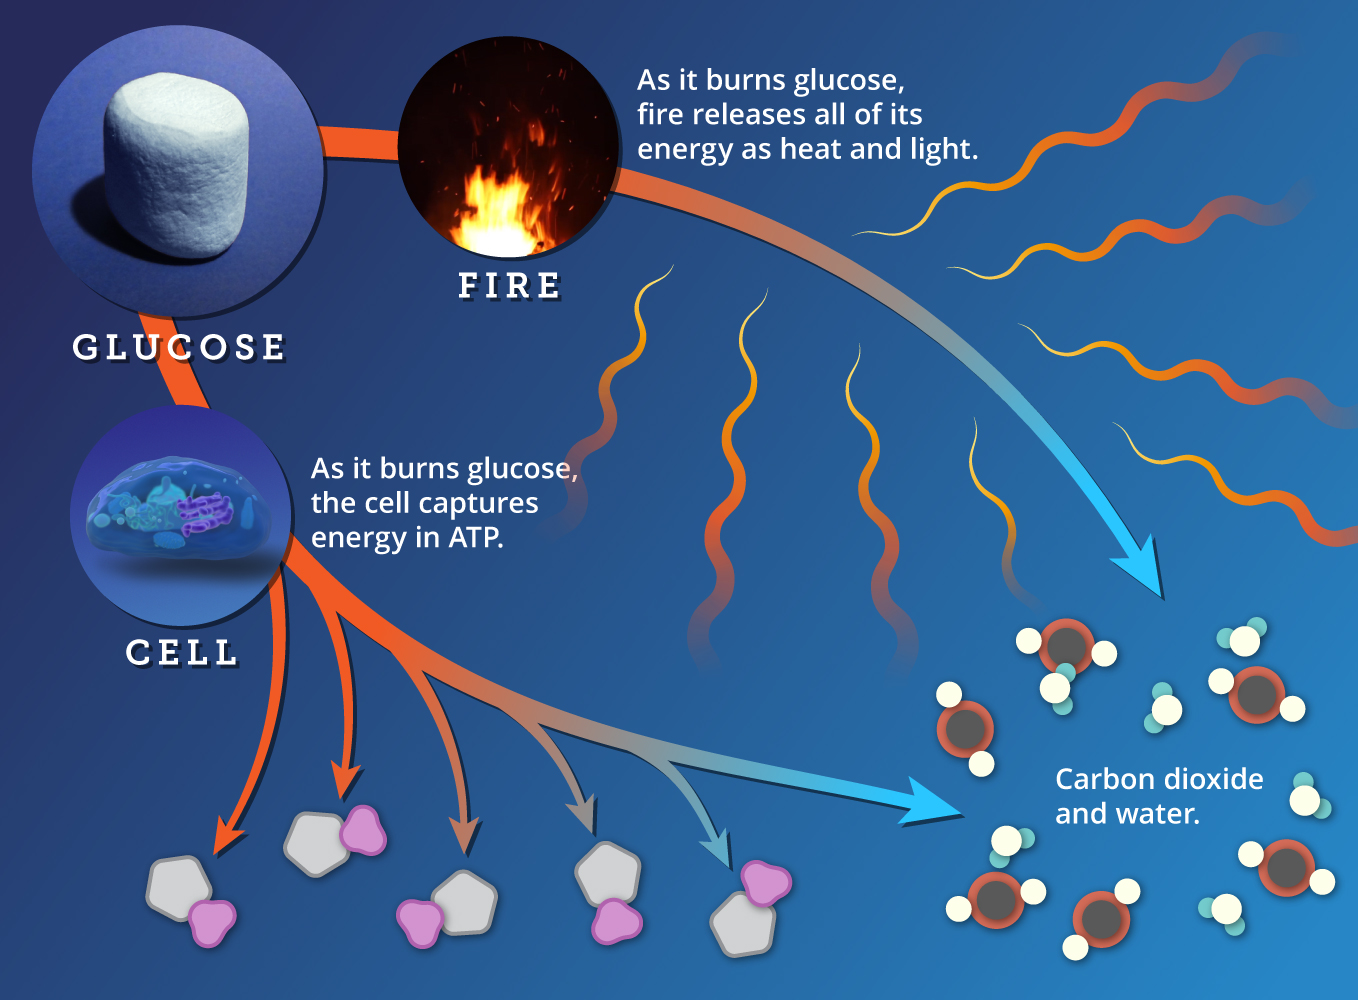 As it burns glucose,
fire releases all of its
energy as heat and light.
FIRE
GLUCOSE
As it burns glucose,
the cell captures
energy in ATP.
CELL
Carbon dioxide
and water.